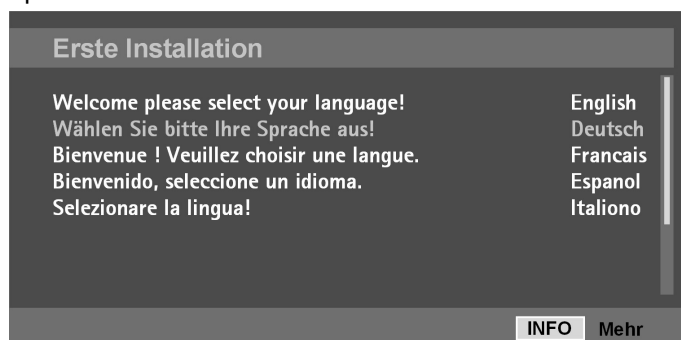 Erste Installation
Welcome please select your language! English
Wählen Sie bitte Ihre Sprache aus! Deutsch
Bienvenue ! Veuillez choisir une langue. Francais
Bienvenido, seleccione un idioma. Espanol
Selezionare la lingua! Italiono
INFO Mehr